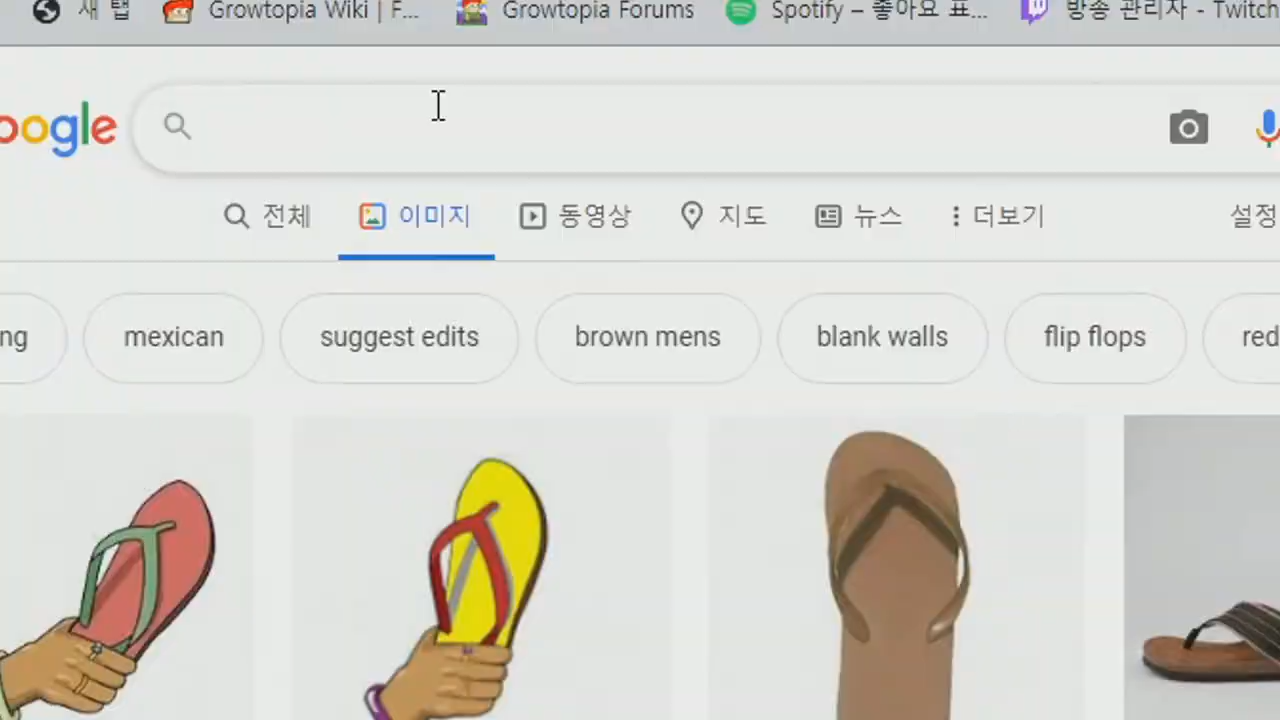 새 탭 Growtopia Wiki | F... Growtopia Forums Spotify – 좋아요 표... 방송 관리자 - Twitch
oogle
전체 이미지 동영상 지도 뉴스 더보기 설정
ng mexican suggest edits brown mens blank walls flip flops red